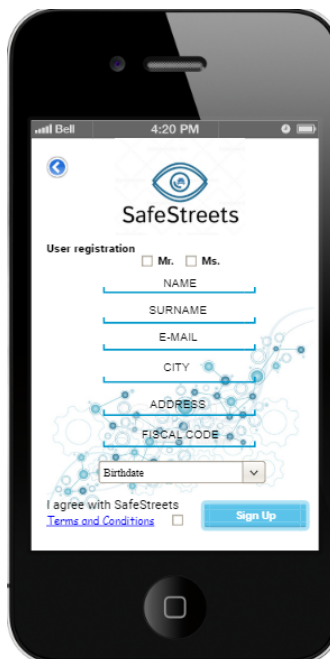 Bell 4:20 PM
SafeStreets
User registration
Mr. Ms.
NAME
SURNAME
E-MAIL
CITY
ADDRESS
FISCAL CODE
Birthdate
I agree with SafeStreets
Terms and Conditions
Sign Up